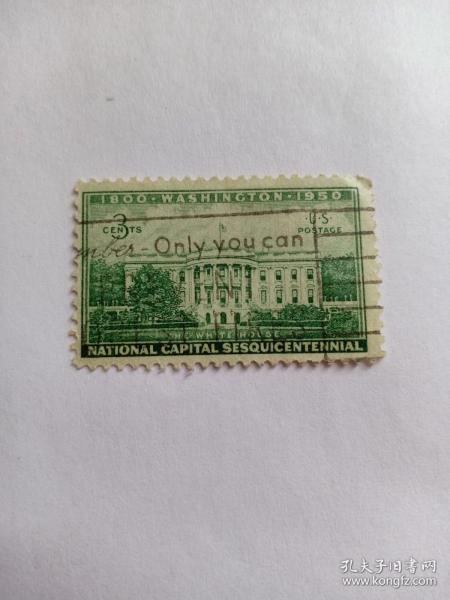 1800 · WASHINGTON · 1950
3 CENTS
U·S· POSTAGE
mber - Only you can
THE WHITE HOUSE
NATIONAL CAPITAL SESQUICENTENNIAL
孔夫子旧书网
www.kongfz.com